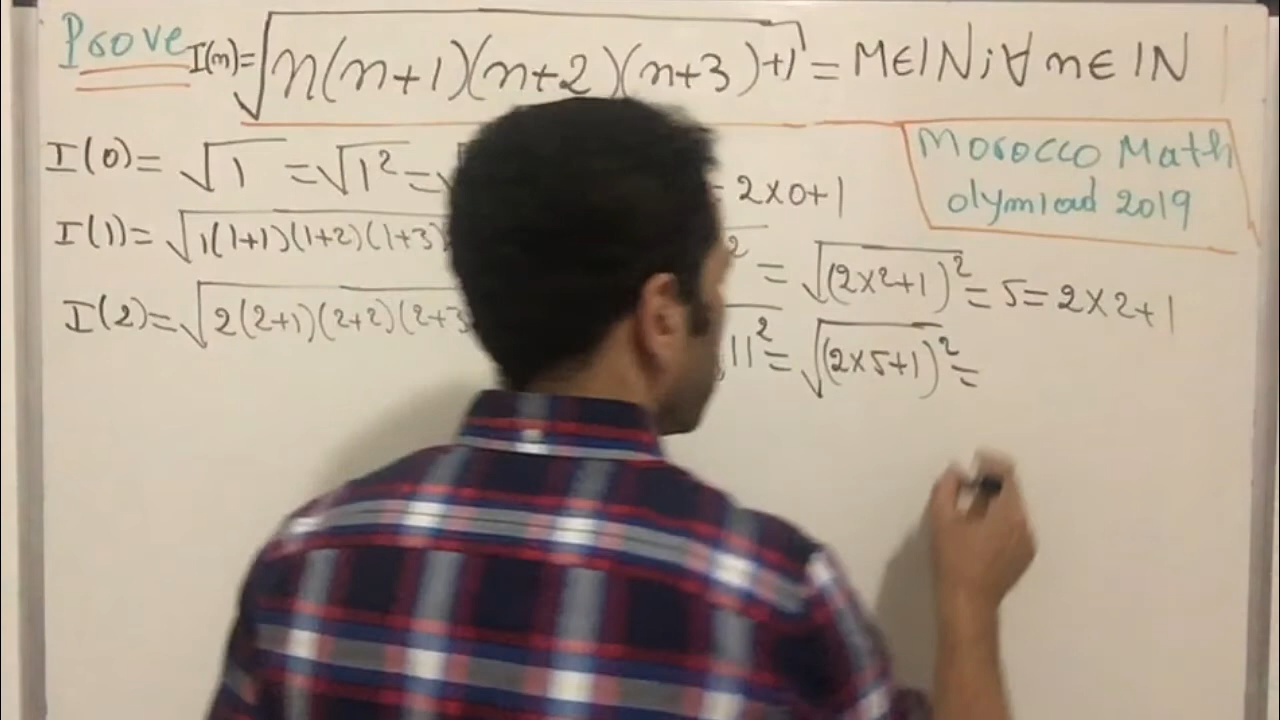 Prove I(n)=√n(n+1)(n+2)(n+3)+1 = M∈IN; ∀ n∈ IN
Morocco Math
olymiad 2019
I(0)= √1 = √1² = √ = 2×0+1
I(1)= √1(1+1)(1+2)(1+3) ² = √(2×2+1)² = 5 = 2×2+1
I(2)= √2(2+1)(2+2)(2+3 11² = √(2×5+1)² =